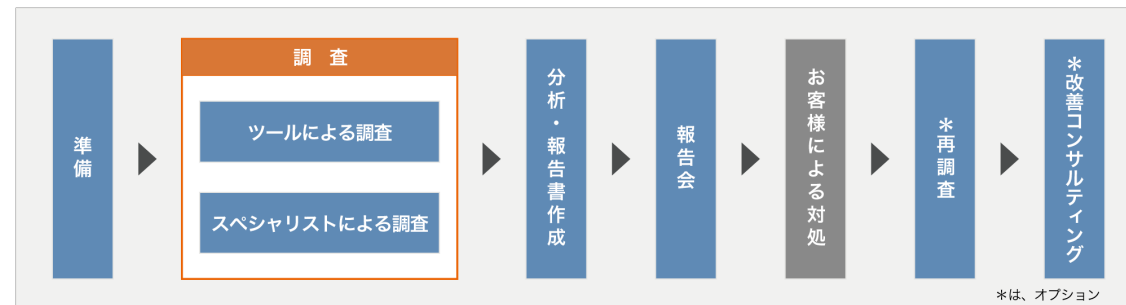 準備
調　査
ツールによる調査
スペシャリストによる調査
分析・報告書作成
報告会
お客様による対処
＊再調査
＊改善コンサルティング
＊は、オプション